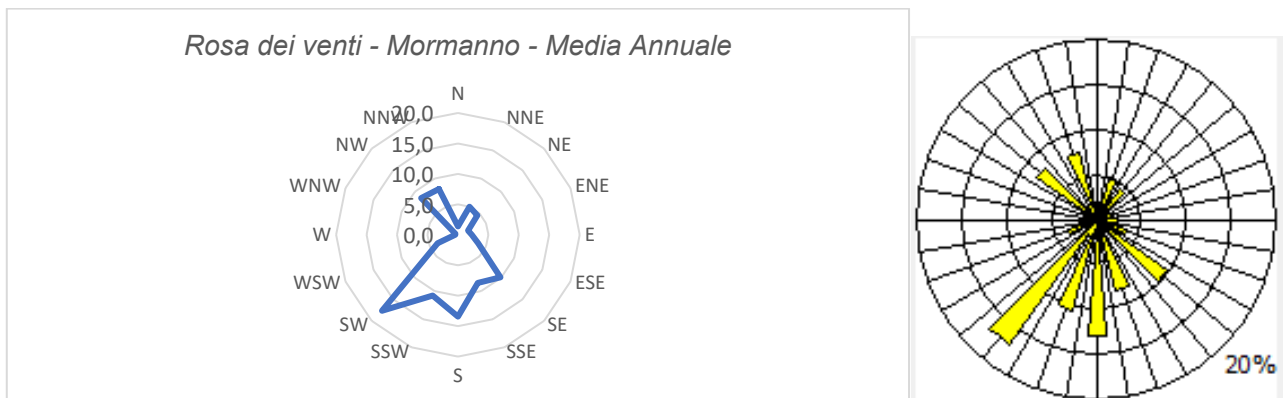 Rosa dei venti - Mormanno - Media Annuale
N
NNW
20,0
NNE
15,0
NW
NE
10,0
WNW
ENE
5,0
W
0,0
E
WSW
ESE
SW
SE
SSW
SSE
S
20%